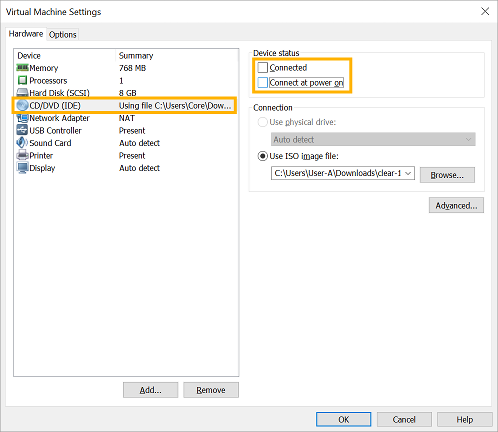 Virtual Machine Settings
Hardware Options
Device Summary
Memory 768 MB
Processors 1
Hard Disk (SCSI) 8 GB
CD/DVD (IDE) Using file C:\Users\Core\Dow...
Network Adapter NAT
USB Controller Present
Sound Card Auto detect
Printer Present
Display Auto detect
Add... Remove
Device status
Connected
Connect at power on
Connection
Use physical drive:
Auto detect
Use ISO image file:
C:\Users\User-A\Downloads\clear-1 Browse...
Advanced...
OK Cancel Help